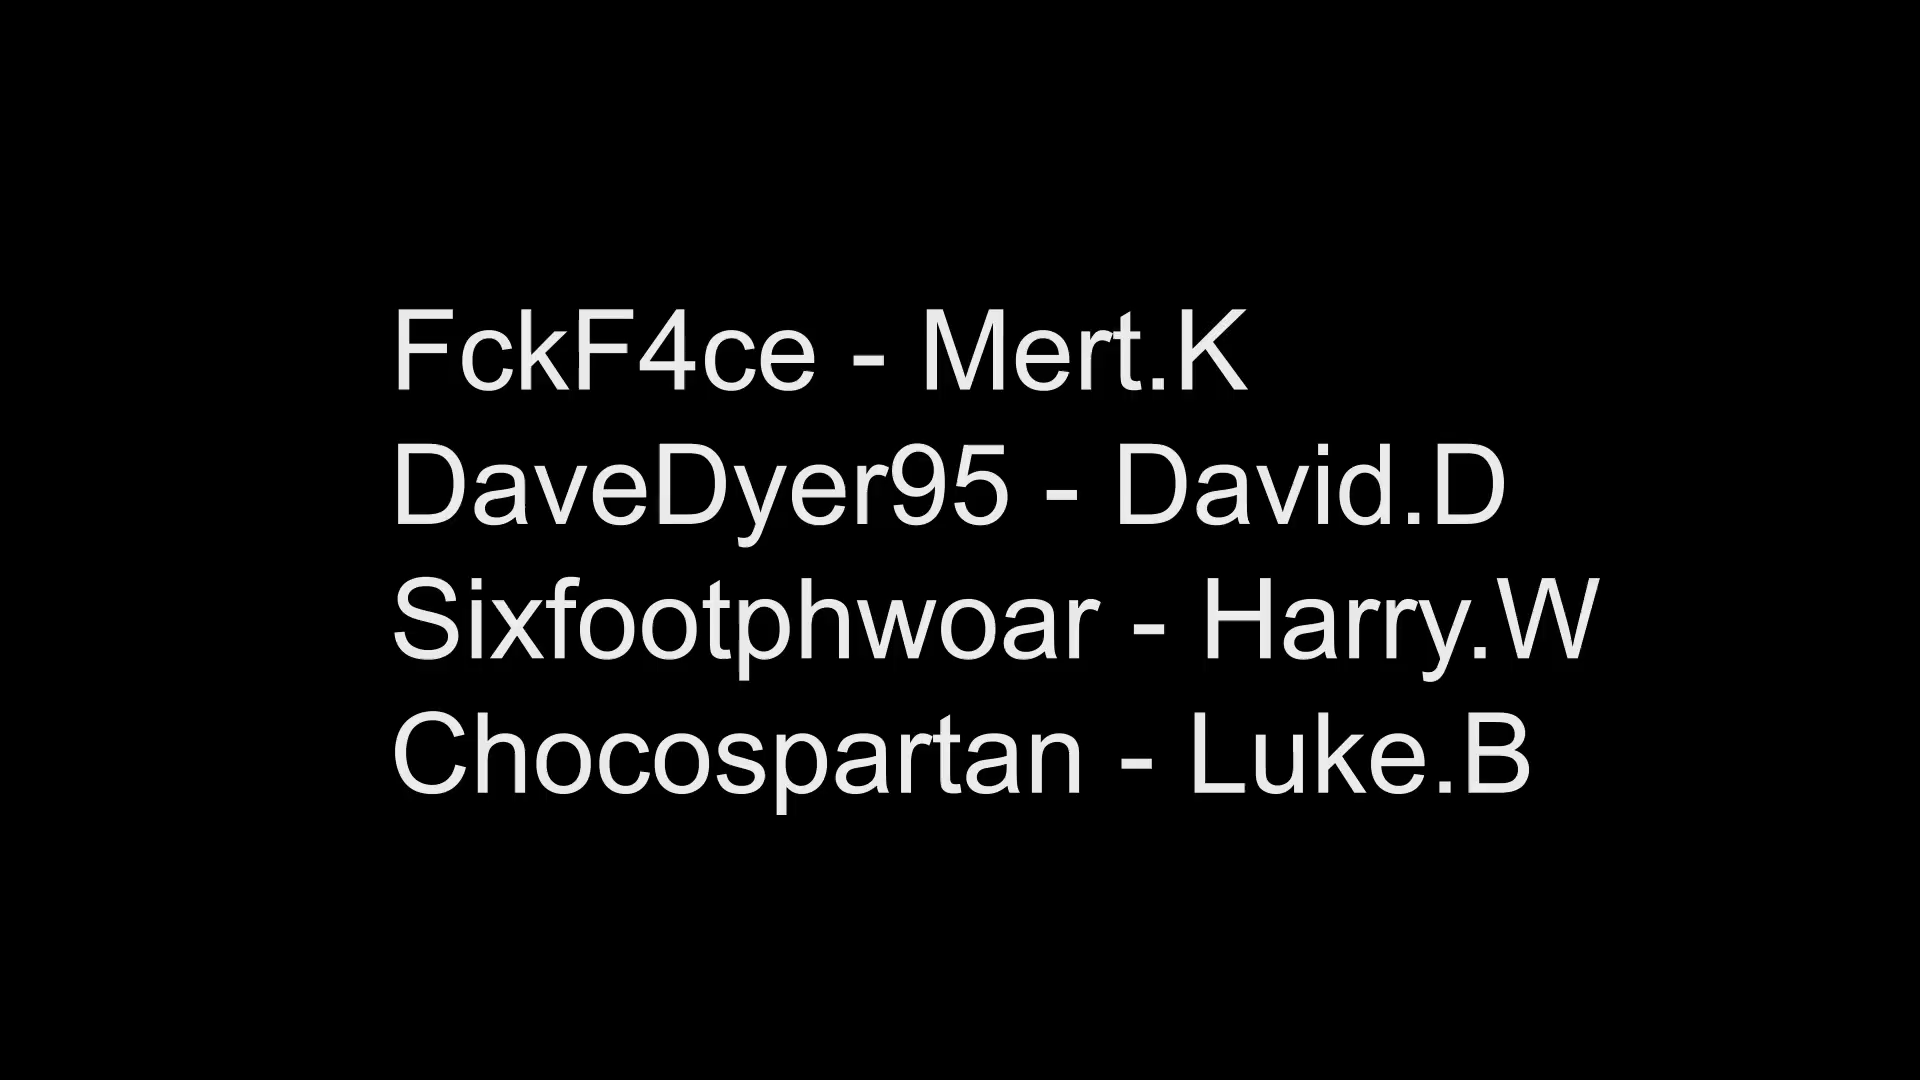 FckF4ce - Mert.K
DaveDyer95 - David.D
Sixfootphwoar - Harry.W
Chocospartan - Luke.B